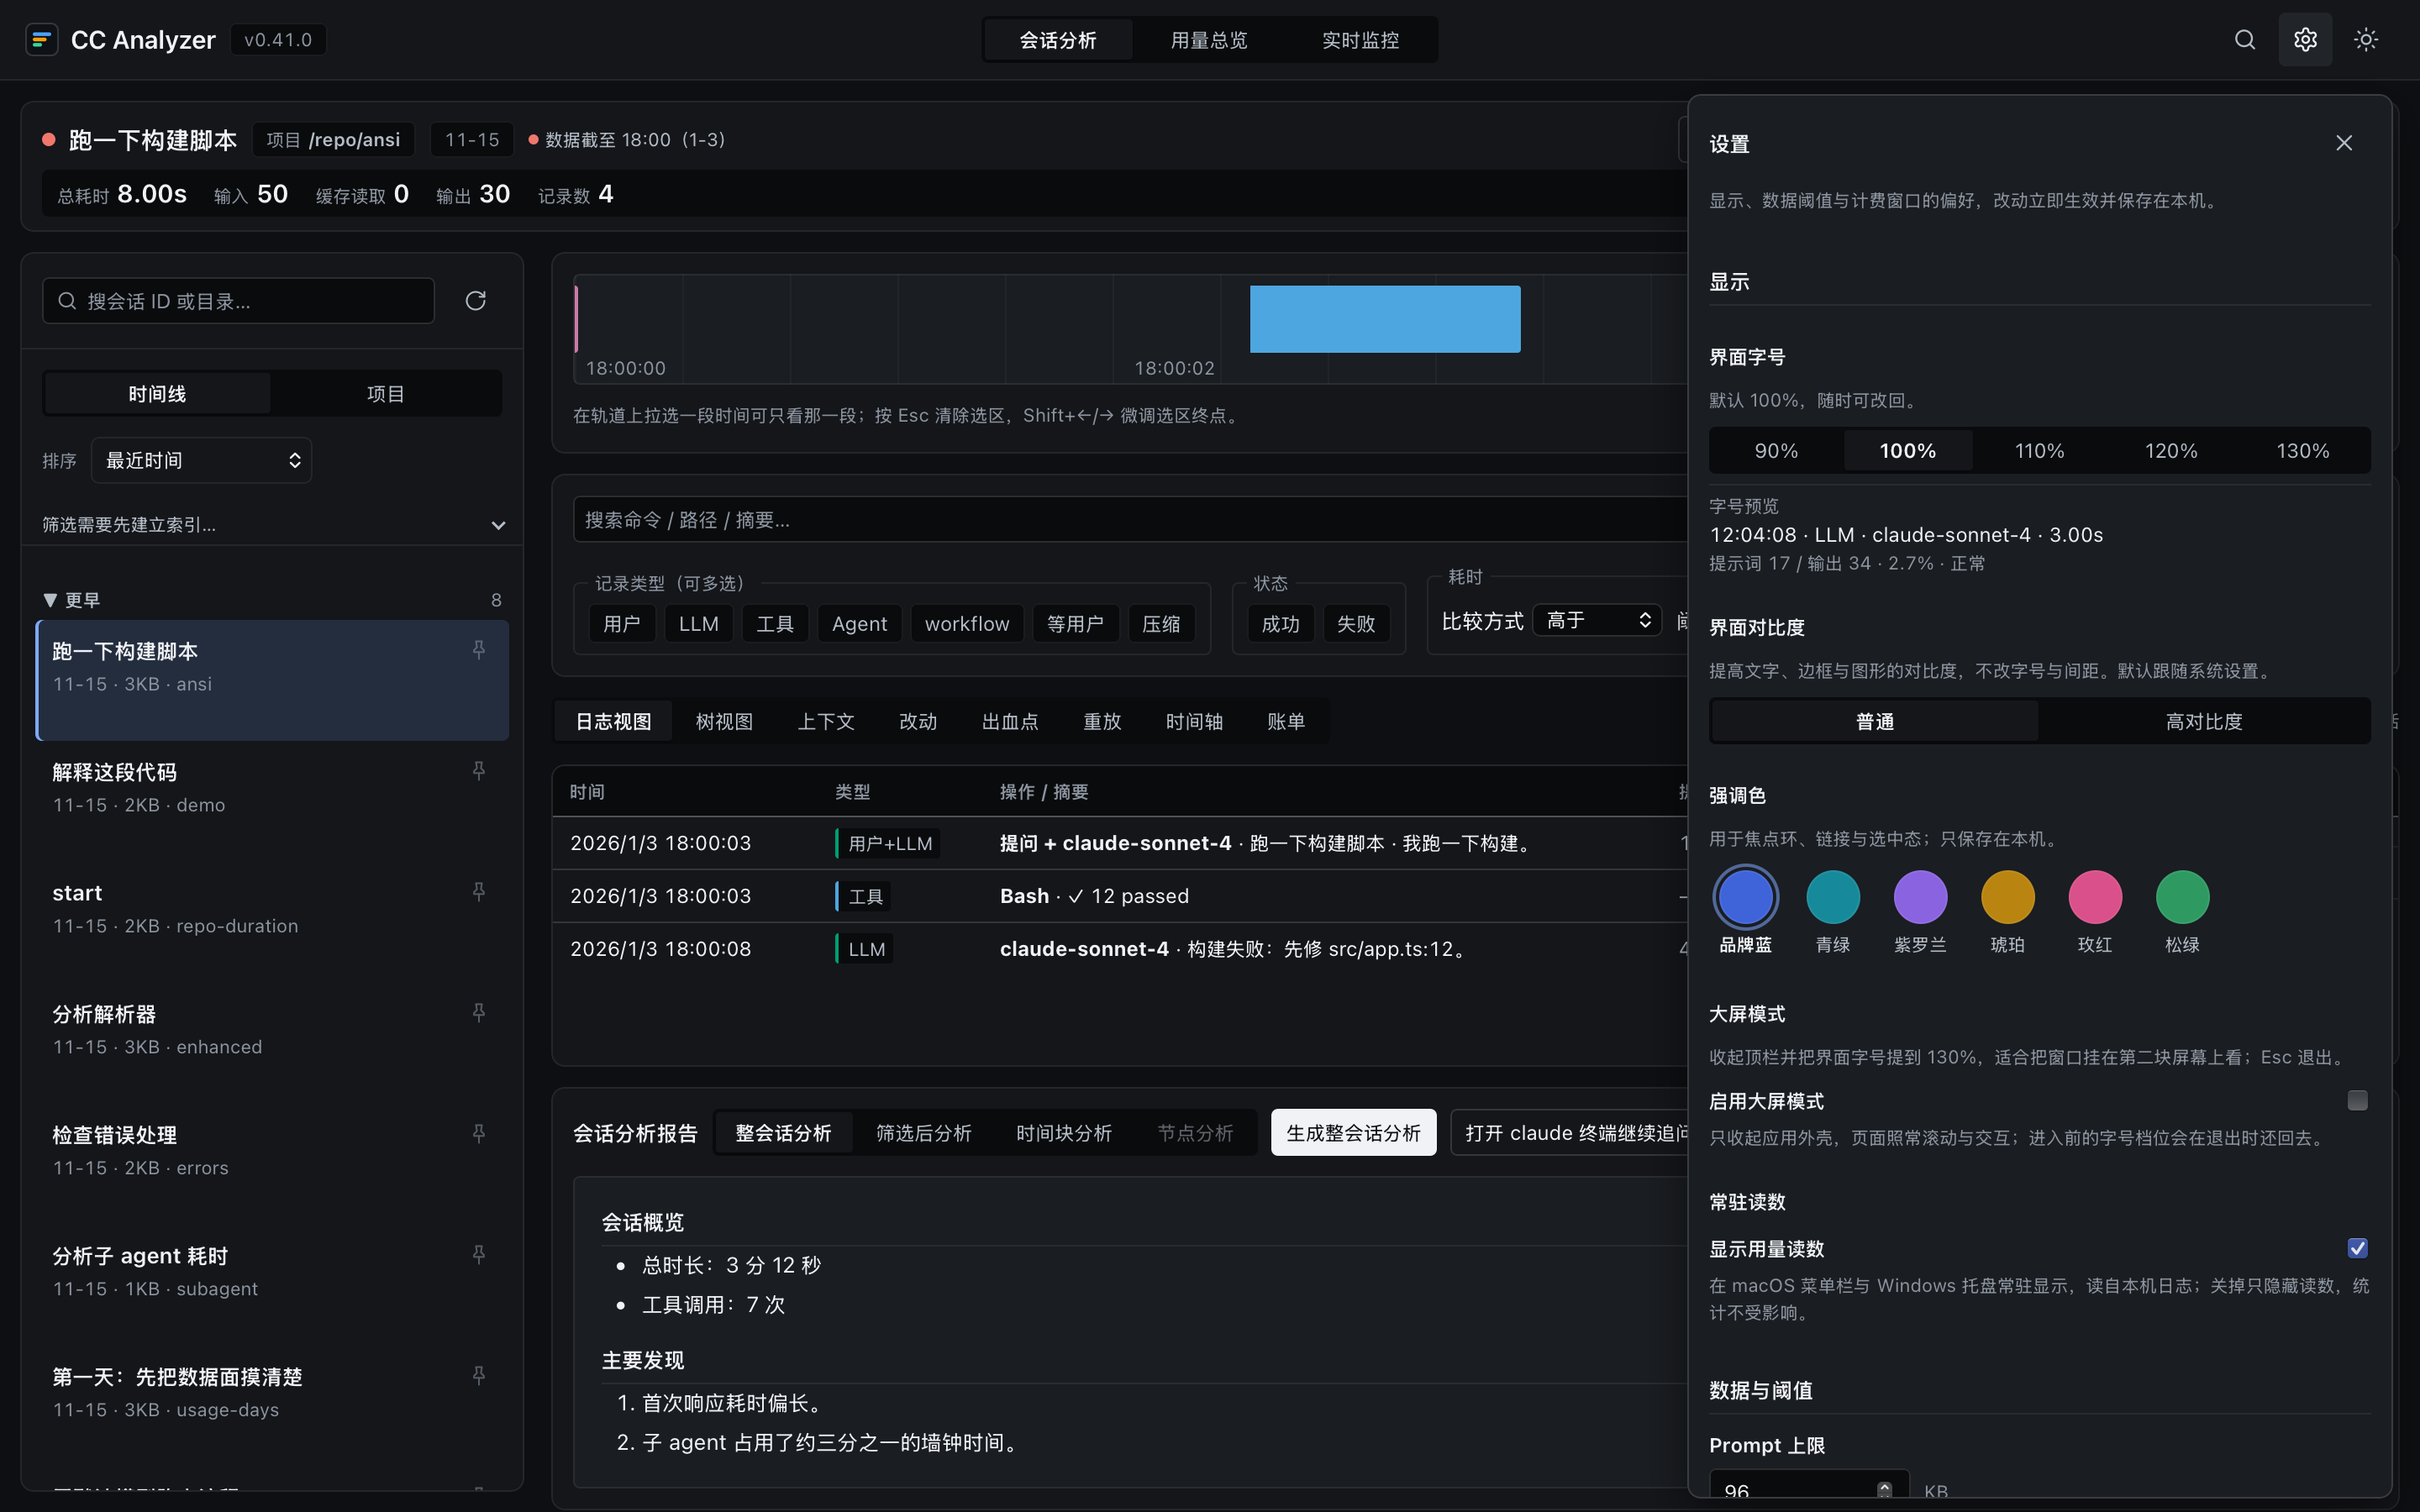 CC Analyzer v0.41.0
会话分析 用量总览 实时监控
跑一下构建脚本 项目 /repo/ansi 11-15 数据截至 18:00 (1-3)
总耗时 8.00s 输入 50 缓存读取 0 输出 30 记录数 4
搜会话 ID 或目录...
时间线 项目
排序 最近时间
筛选需要先建立索引...
▼ 更早 8
跑一下构建脚本
11-15 · 3KB · ansi
解释这段代码
11-15 · 2KB · demo
start
11-15 · 2KB · repo-duration
分析解析器
11-15 · 3KB · enhanced
检查错误处理
11-15 · 2KB · errors
分析子 agent 耗时
11-15 · 1KB · subagent
第一天：先把数据面摸清楚
11-15 · 3KB · usage-days
18:00:00 18:00:02
在轨道上拉选一段时间可只看那一段；按 Esc 清除选区，Shift+←/→ 微调选区终点。
搜索命令 / 路径 / 摘要...
记录类型（可多选） 状态 耗时
用户 LLM 工具 Agent workflow 等用户 压缩 成功 失败 比较方式 高于
日志视图 树视图 上下文 改动 出血点 重放 时间轴 账单
时间 类型 操作 / 摘要
2026/1/3 18:00:03 用户+LLM 提问 + claude-sonnet-4 · 跑一下构建脚本 · 我跑一下构建。
2026/1/3 18:00:03 工具 Bash · ✓ 12 passed
2026/1/3 18:00:08 LLM claude-sonnet-4 · 构建失败：先修 src/app.ts:12。
会话分析报告 整会话分析 筛选后分析 时间块分析 节点分析 生成整会话分析 打开 claude 终端继续追问
会话概览
• 总时长：3 分 12 秒
• 工具调用：7 次
主要发现
1. 首次响应耗时偏长。
2. 子 agent 占用了约三分之一的墙钟时间。
设置
显示、数据阈值与计费窗口的偏好，改动立即生效并保存在本机。
显示
界面字号
默认 100%，随时可改回。
90% 100% 110% 120% 130%
字号预览
12:04:08 · LLM · claude-sonnet-4 · 3.00s
提示词 17 / 输出 34 · 2.7% · 正常
界面对比度
提高文字、边框与图形的对比度，不改字号与间距。默认跟随系统设置。
普通 高对比度
强调色
用于焦点环、链接与选中态；只保存在本机。
品牌蓝 青绿 紫罗兰 琥珀 玫红 松绿
大屏模式
收起顶栏并把界面字号提到 130%，适合把窗口挂在第二块屏幕上看；Esc 退出。
启用大屏模式
只收起应用外壳，页面照常滚动与交互；进入前的字号档位会在退出时还回去。
常驻读数
显示用量读数
在 macOS 菜单栏与 Windows 托盘常驻显示，读自本机日志；关掉只隐藏读数，统
计不受影响。
数据与阈值
Prompt 上限
96 KB